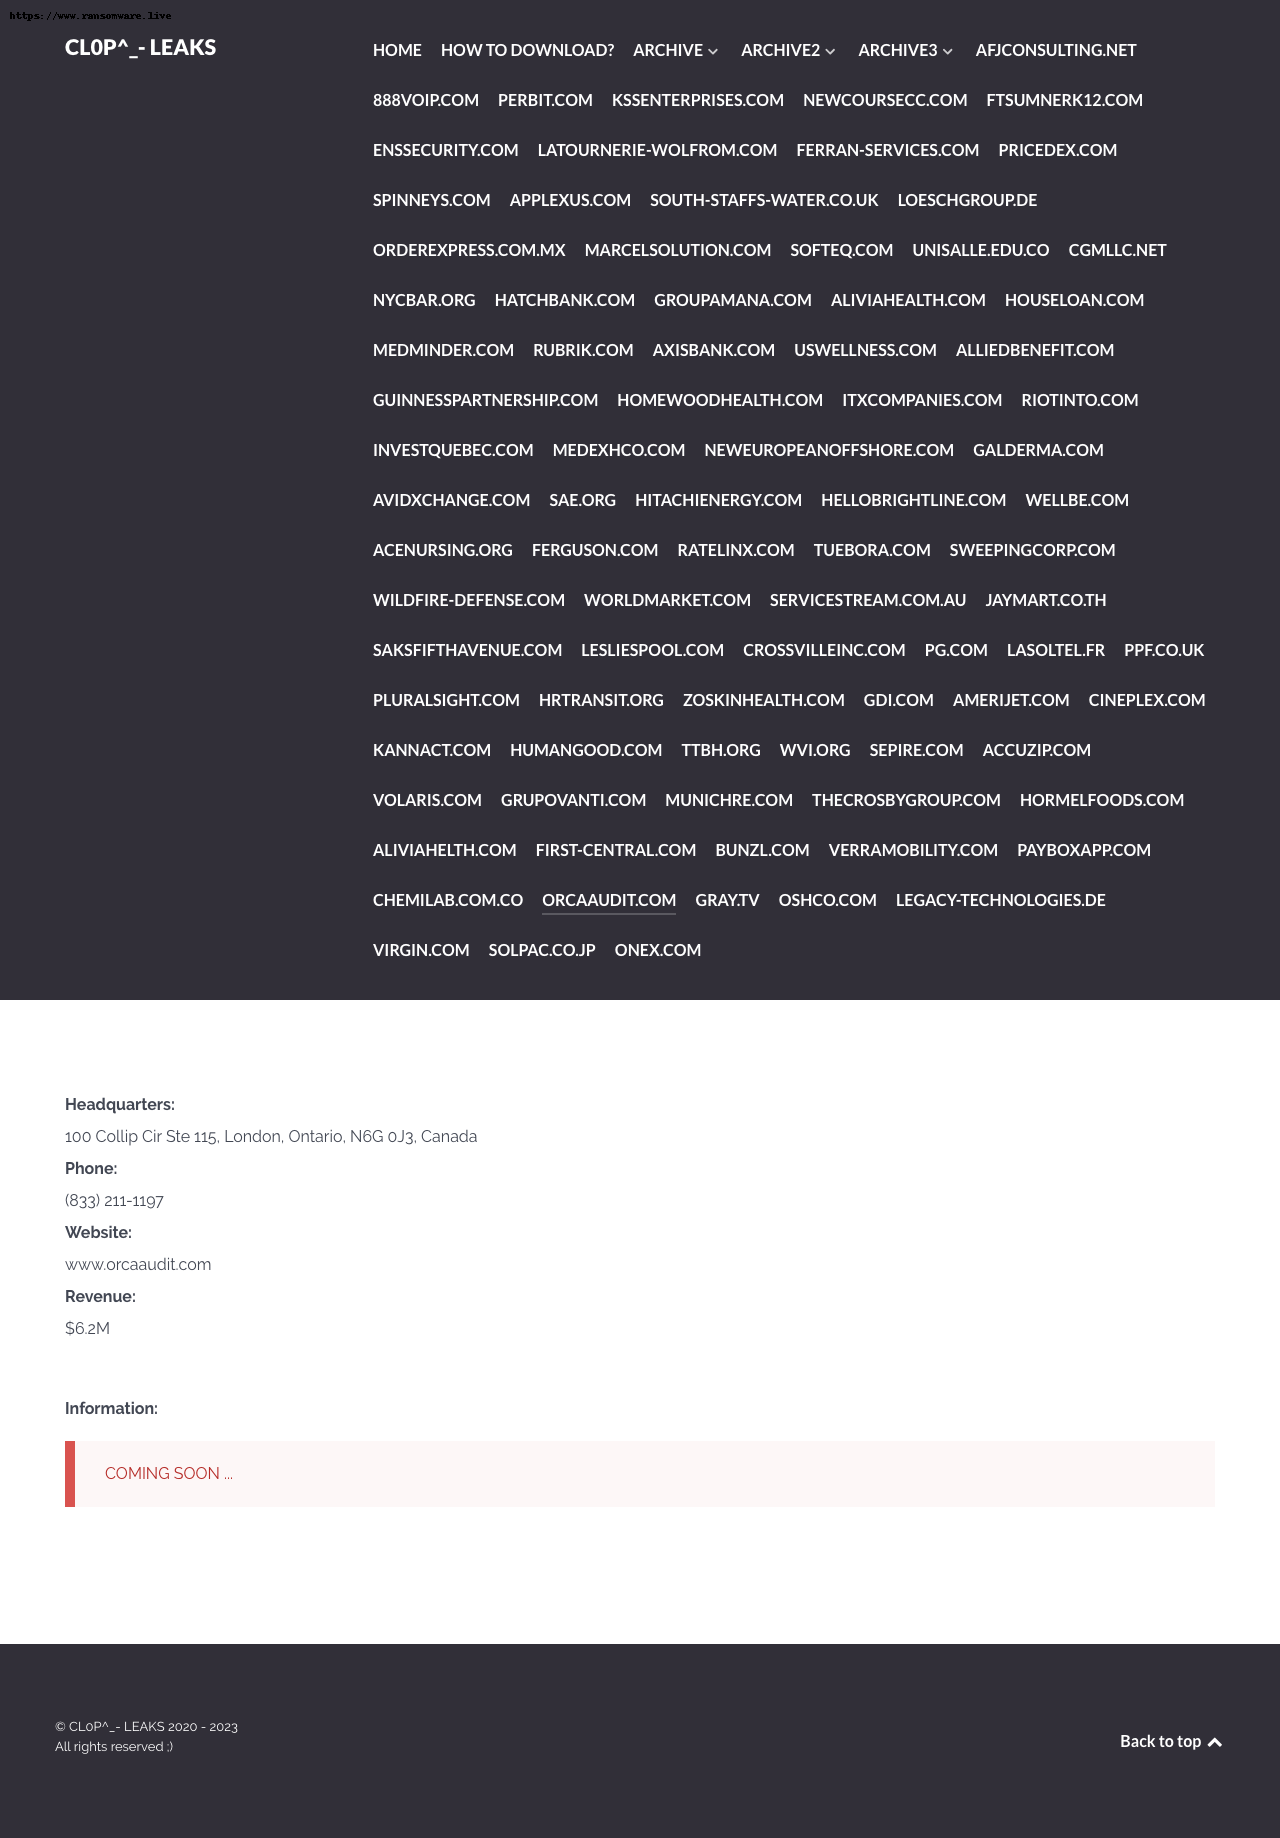 https://www.ransomware.live
CL0P^_- LEAKS
HOME HOW TO DOWNLOAD? ARCHIVE ARCHIVE2 ARCHIVE3 AFJCONSULTING.NET
888VOIP.COM PERBIT.COM KSSENTERPRISES.COM NEWCOURSECC.COM FTSUMNERK12.COM
ENSSECURITY.COM LATOURNERIE-WOLFROM.COM FERRAN-SERVICES.COM PRICEDEX.COM
SPINNEYS.COM APPLEXUS.COM SOUTH-STAFFS-WATER.CO.UK LOESCHGROUP.DE
ORDEREXPRESS.COM.MX MARCELSOLUTION.COM SOFTEQ.COM UNISALLE.EDU.CO CGMLLC.NET
NYCBAR.ORG HATCHBANK.COM GROUPAMANA.COM ALIVIAHEALTH.COM HOUSELOAN.COM
MEDMINDER.COM RUBRIK.COM AXISBANK.COM USWELLNESS.COM ALLIEDBENEFIT.COM
GUINNESSPARTNERSHIP.COM HOMEWOODHEALTH.COM ITXCOMPANIES.COM RIOTINTO.COM
INVESTQUEBEC.COM MEDEXHCO.COM NEWEUROPEANOFFSHORE.COM GALDERMA.COM
AVIDXCHANGE.COM SAE.ORG HITACHIENERGY.COM HELLOBRIGHTLINE.COM WELLBE.COM
ACENURSING.ORG FERGUSON.COM RATELINX.COM TUEBORA.COM SWEEPINGCORP.COM
WILDFIRE-DEFENSE.COM WORLDMARKET.COM SERVICESTREAM.COM.AU JAYMART.CO.TH
SAKSFIFTHAVENUE.COM LESLIESPOOL.COM CROSSVILLEINC.COM PG.COM LASOLTEL.FR PPF.CO.UK
PLURALSIGHT.COM HRTRANSIT.ORG ZOSKINHEALTH.COM GDI.COM AMERIJET.COM CINEPLEX.COM
KANNACT.COM HUMANGOOD.COM TTBH.ORG WVI.ORG SEPIRE.COM ACCUZIP.COM
VOLARIS.COM GRUPOVANTI.COM MUNICHRE.COM THECROSBYGROUP.COM HORMELFOODS.COM
ALIVIAHELTH.COM FIRST-CENTRAL.COM BUNZL.COM VERRAMOBILITY.COM PAYBOXAPP.COM
CHEMILAB.COM.CO ORCAAUDIT.COM GRAY.TV OSHCO.COM LEGACY-TECHNOLOGIES.DE
VIRGIN.COM SOLPAC.CO.JP ONEX.COM
Headquarters:
100 Collip Cir Ste 115, London, Ontario, N6G 0J3, Canada
Phone:
(833) 211-1197
Website:
www.orcaaudit.com
Revenue:
$6.2M
Information:
COMING SOON ...
© CL0P^_- LEAKS 2020 - 2023
All rights reserved ;)
Back to top